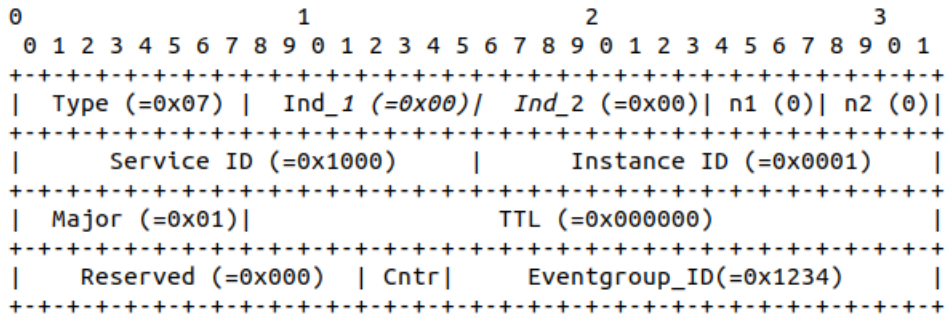 0 1 2 3
0 1 2 3 4 5 6 7 8 9 0 1 2 3 4 5 6 7 8 9 0 1 2 3 4 5 6 7 8 9 0 1
+-+-+-+-+-+-+-+-+-+-+-+-+-+-+-+-+-+-+-+-+-+-+-+-+-+-+-+-+-+-+-+-+
| Type (=0x07) | Ind_1 (=0x00)| Ind_2 (=0x00)| n1 (0)| n2 (0)|
+-+-+-+-+-+-+-+-+-+-+-+-+-+-+-+-+-+-+-+-+-+-+-+-+-+-+-+-+-+-+-+-+
| Service ID (=0x1000) | Instance ID (=0x0001) |
+-+-+-+-+-+-+-+-+-+-+-+-+-+-+-+-+-+-+-+-+-+-+-+-+-+-+-+-+-+-+-+-+
| Major (=0x01)| TTL (=0x000000) |
+-+-+-+-+-+-+-+-+-+-+-+-+-+-+-+-+-+-+-+-+-+-+-+-+-+-+-+-+-+-+-+-+
| Reserved (=0x000) | Cntr| Eventgroup_ID(=0x1234) |
+-+-+-+-+-+-+-+-+-+-+-+-+-+-+-+-+-+-+-+-+-+-+-+-+-+-+-+-+-+-+-+-+